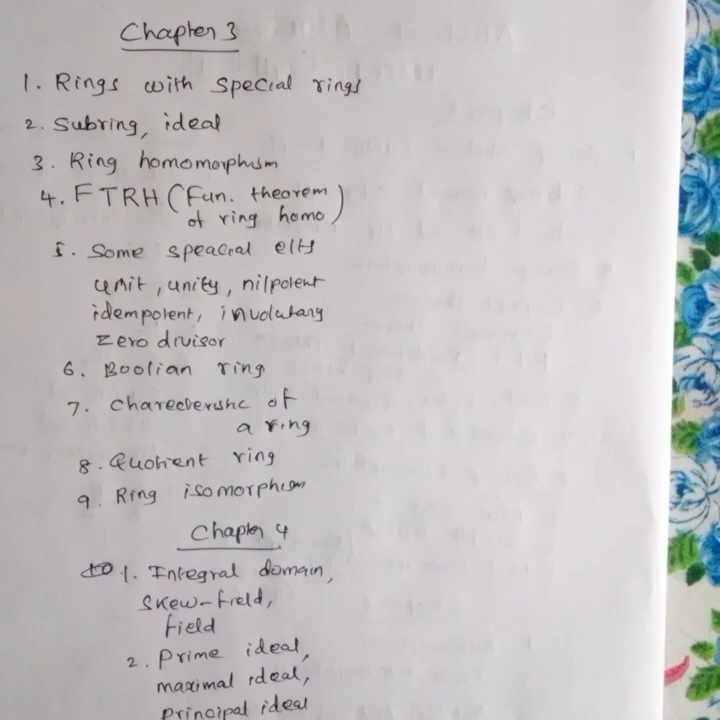 Chapter 3
1. Rings with special rings
2. Subring, ideal
3. Ring homomorphism
4. FTRH (Fun. theorem
of ring homo)
5. Some speacial elts
unit, unity, nilpotent
idempotent, involutary
Zero divisor
6. Boolian ring
7. Charecteristic of
a ring
8. Quotient ring
9. Ring isomorphism
Chapter 4
1. Integral domain,
Skew-field,
field
2. Prime ideal,
maximal ideal,
principal ideal